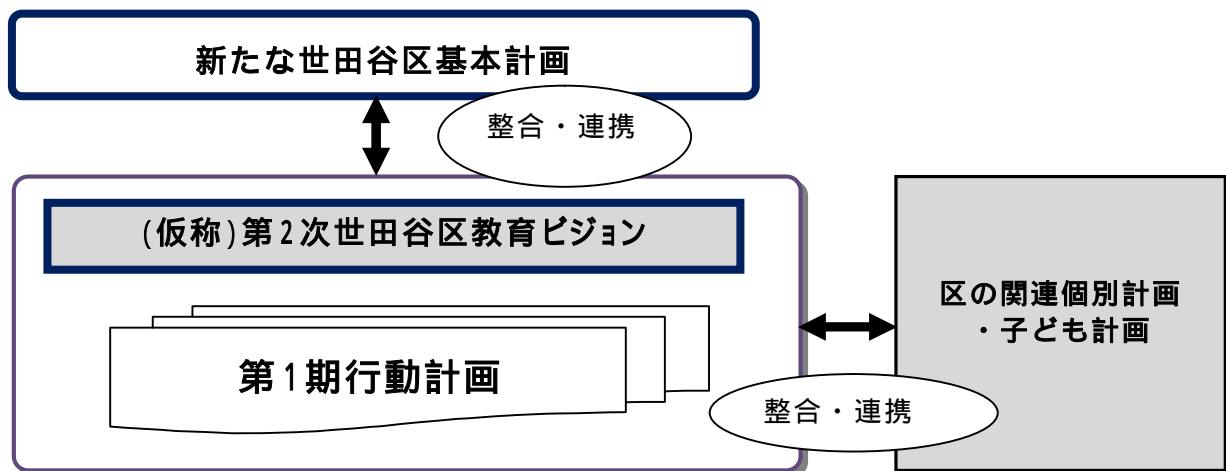 新たな世田谷区基本計画
整合・連携
(仮称)第2次世田谷区教育ビジョン
第1期行動計画
区の関連個別計画
・子ども計画
整合・連携